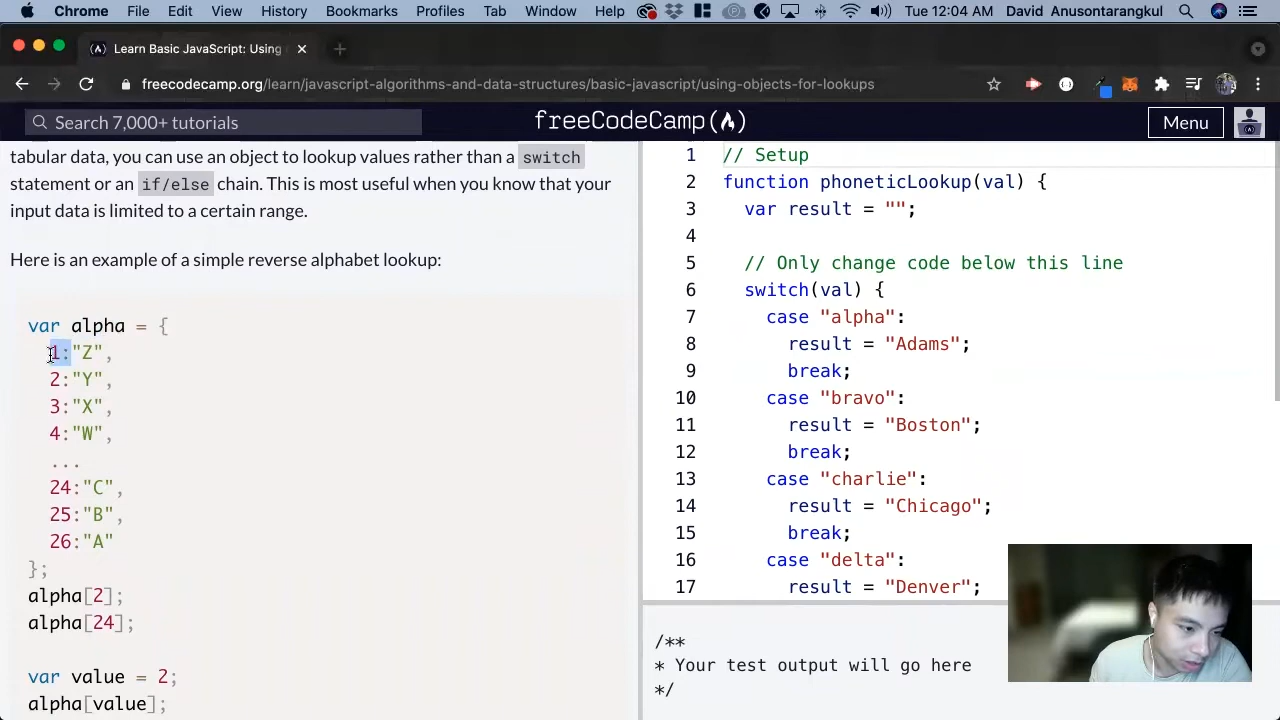 Chrome File Edit View History Bookmarks Profiles Tab Window Help Tue 12:04 AM David Anusontarangkul
Learn Basic JavaScript: Using
freecodecamp.org/learn/javascript-algorithms-and-data-structures/basic-javascript/using-objects-for-lookups
Search 7,000+ tutorials
freeCodeCamp
Menu
tabular data, you can use an object to lookup values rather than a switch
statement or an if/else chain. This is most useful when you know that your
input data is limited to a certain range.
Here is an example of a simple reverse alphabet lookup:
var alpha = {
1:"Z",
2:"Y",
3:"X",
4:"W",
...
24:"C",
25:"B",
26:"A"
};
alpha[2];
alpha[24];
var value = 2;
alpha[value];
1 // Setup
2 function phoneticLookup(val) {
3 var result = "";
4
5 // Only change code below this line
6 switch(val) {
7 case "alpha":
8 result = "Adams";
9 break;
10 case "bravo":
11 result = "Boston";
12 break;
13 case "charlie":
14 result = "Chicago";
15 break;
16 case "delta":
17 result = "Denver";
/**
* Your test output will go here
*/